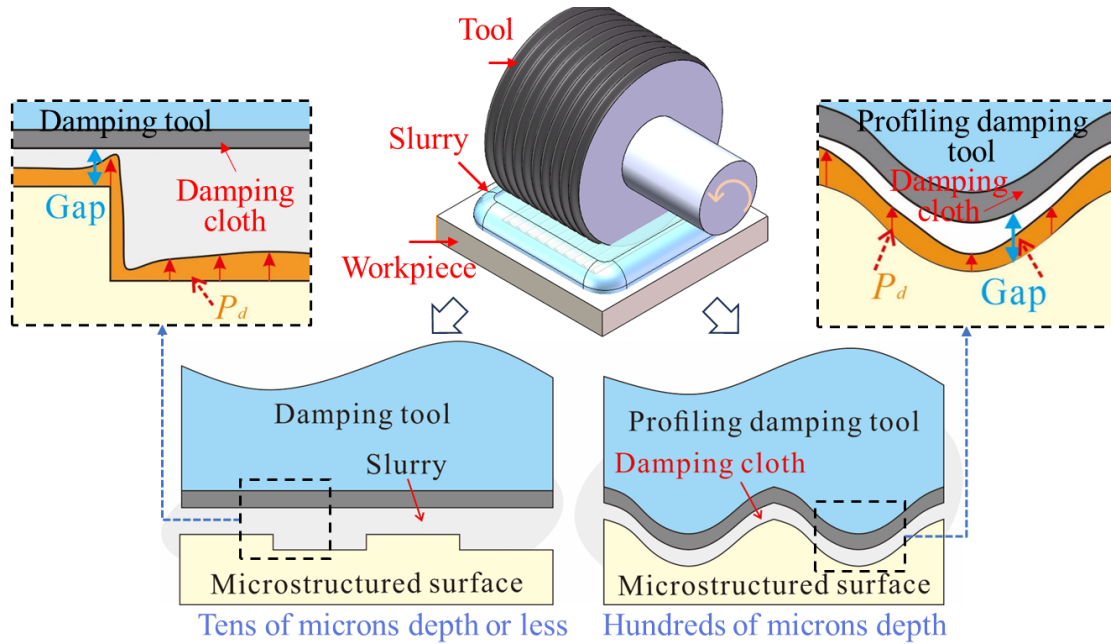 Tool
Slurry
Workpiece
Damping tool
Damping
cloth
Gap
Pd
Profiling damping
tool
Damping
cloth
Pd
Gap
Damping tool
Slurry
Microstructured surface
Tens of microns depth or less
Profiling damping tool
Damping cloth
Microstructured surface
Hundreds of microns depth